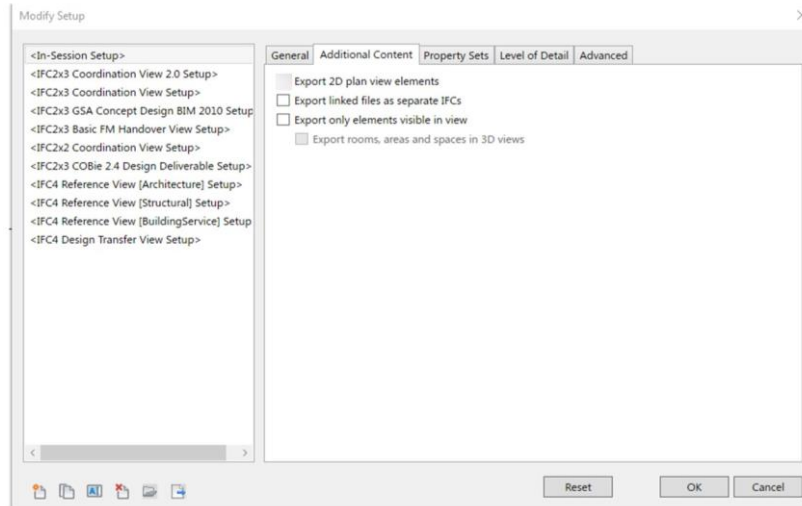 Modify Setup
<In-Session Setup>
<IFC2x3 Coordination View 2.0 Setup>
<IFC2x3 Coordination View Setup>
<IFC2x3 GSA Concept Design BIM 2010 Setup
<IFC2x3 Basic FM Handover View Setup>
<IFC2x2 Coordination View Setup>
<IFC2x3 COBie 2.4 Design Deliverable Setup>
<IFC4 Reference View [Architecture] Setup>
<IFC4 Reference View [Structural] Setup>
<IFC4 Reference View [BuildingService] Setup
<IFC4 Design Transfer View Setup>
General Additional Content Property Sets Level of Detail Advanced
Export 2D plan view elements
Export linked files as separate IFCs
Export only elements visible in view
Export rooms, areas and spaces in 3D views
Reset OK Cancel